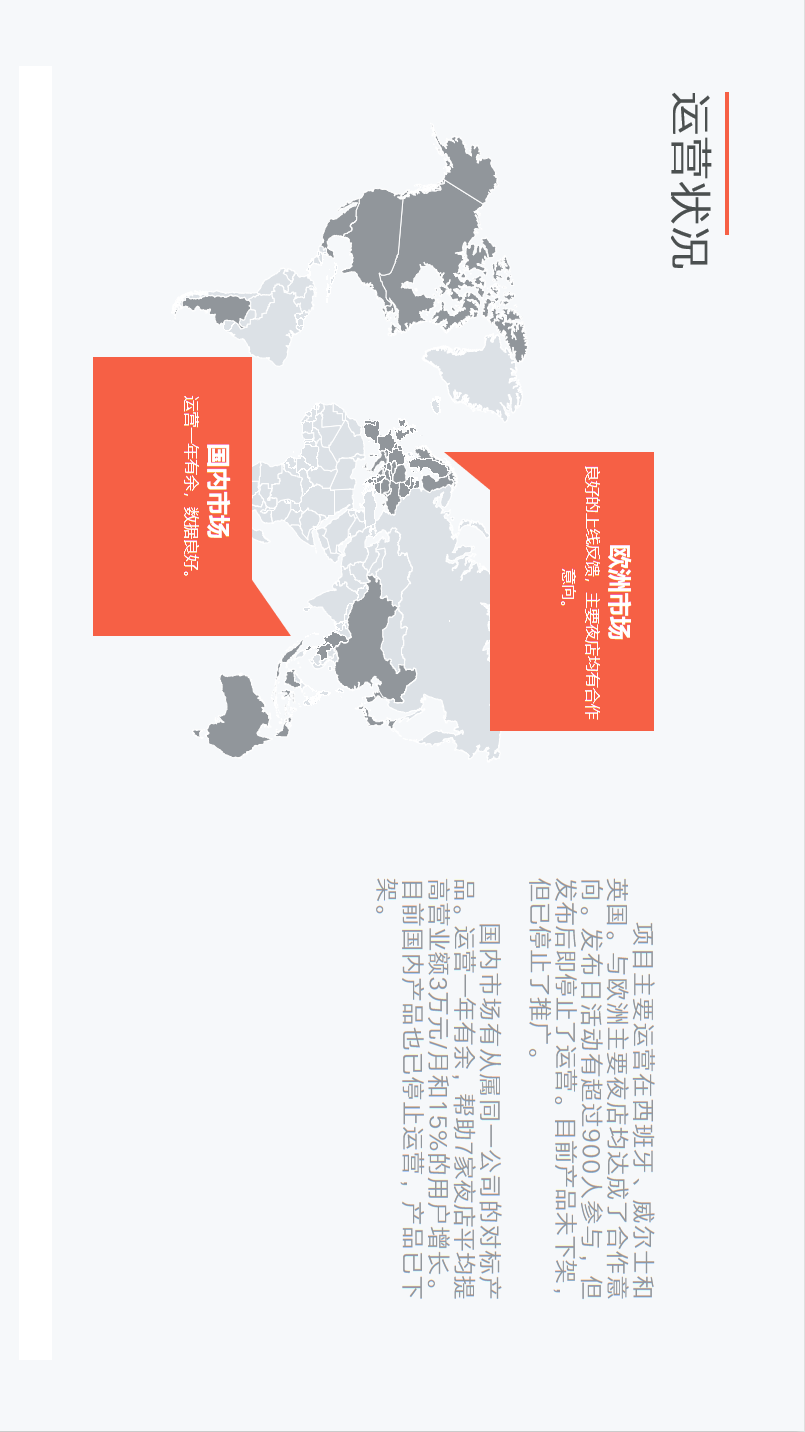 运营状况
欧洲市场
良好的上线反馈，主要夜店均有合作
意向。
国内市场
运营一年有余，数据良好。
项目主要运营在西班牙、威尔士和
英国。与欧洲主要夜店均达成了合作意
向。发布日活动有超过900人参与，但
发布后即停止了运营。目前产品未下架，
但已停止了推广。
国内市场有从属同一公司的对标产
品。运营一年有余，帮助7家夜店平均提
高营业额3万元/月和15%的用户增长。
目前国内产品也已停止运营，产品已下
架。